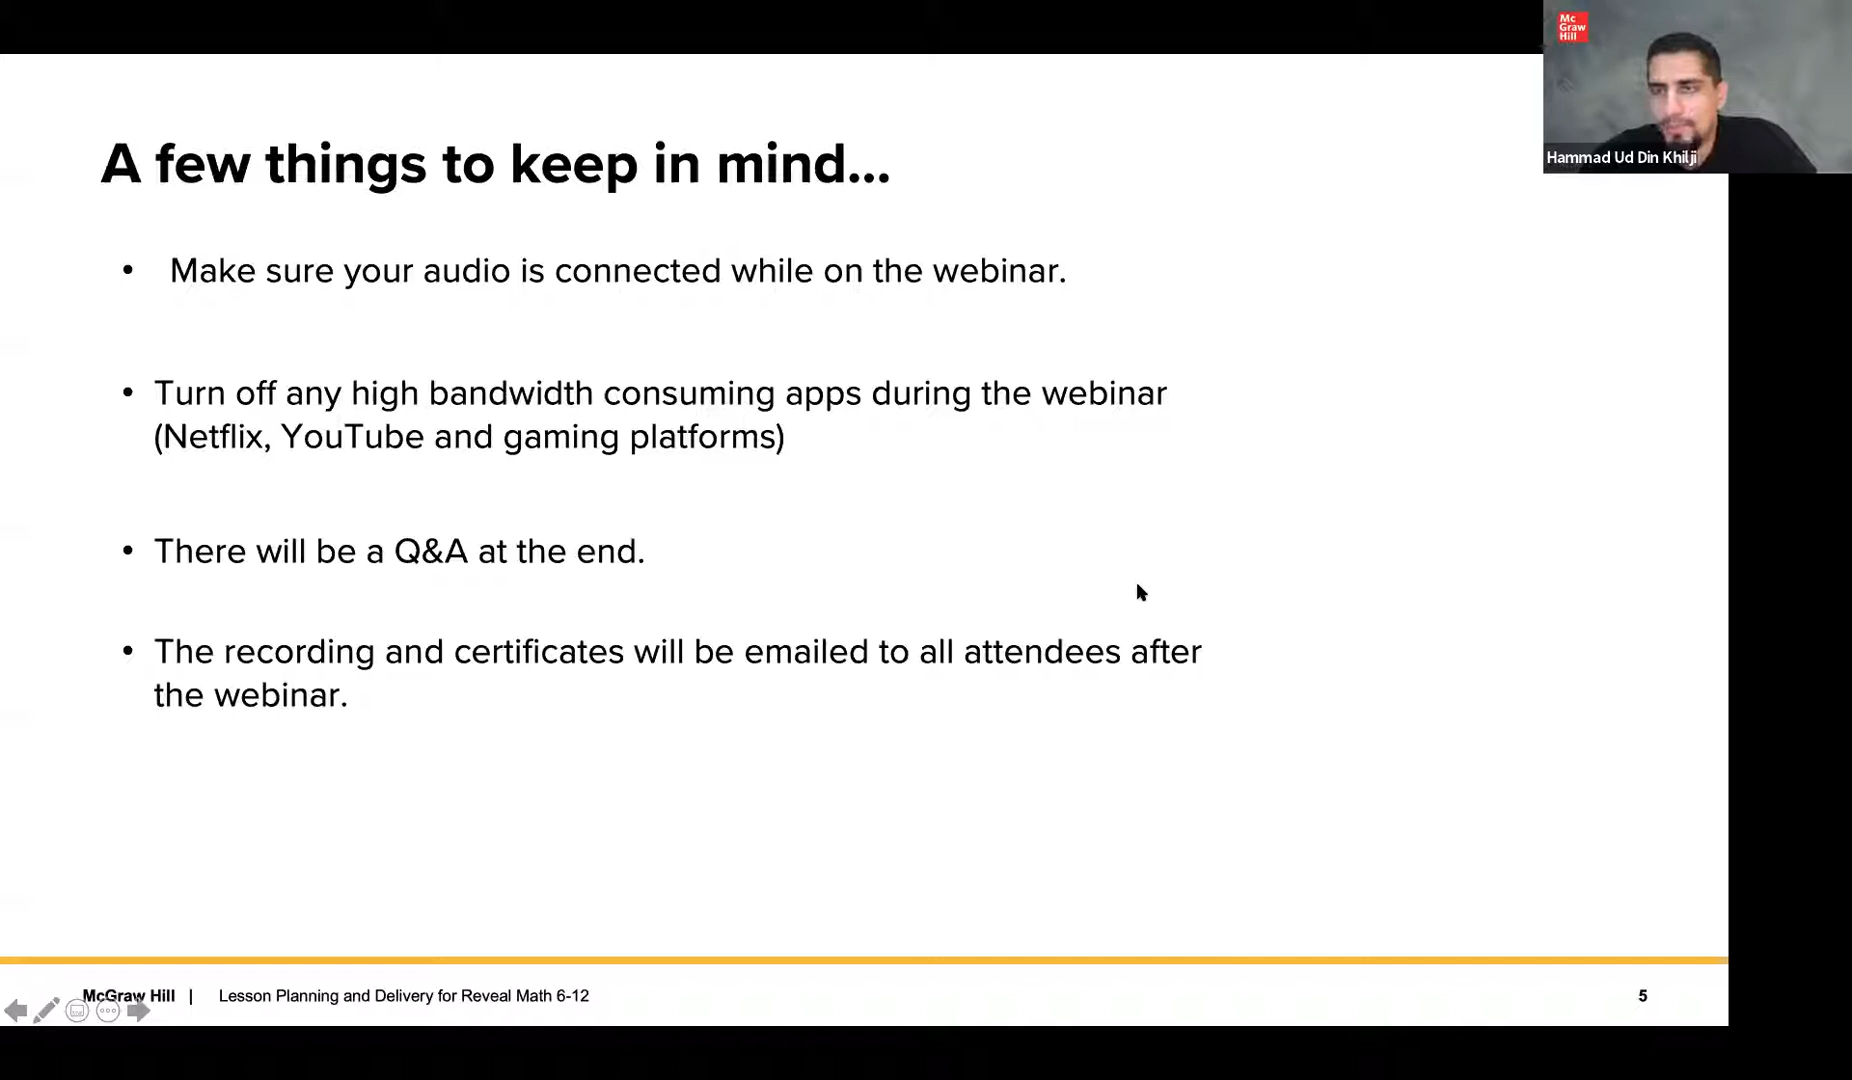 Mc
Graw
Hill
Hammad Ud Din Khilji
A few things to keep in mind...
• Make sure your audio is connected while on the webinar.
• Turn off any high bandwidth consuming apps during the webinar
(Netflix, YouTube and gaming platforms)
• There will be a Q&A at the end.
• The recording and certificates will be emailed to all attendees after
the webinar.
McGraw Hill | Lesson Planning and Delivery for Reveal Math 6-12
5